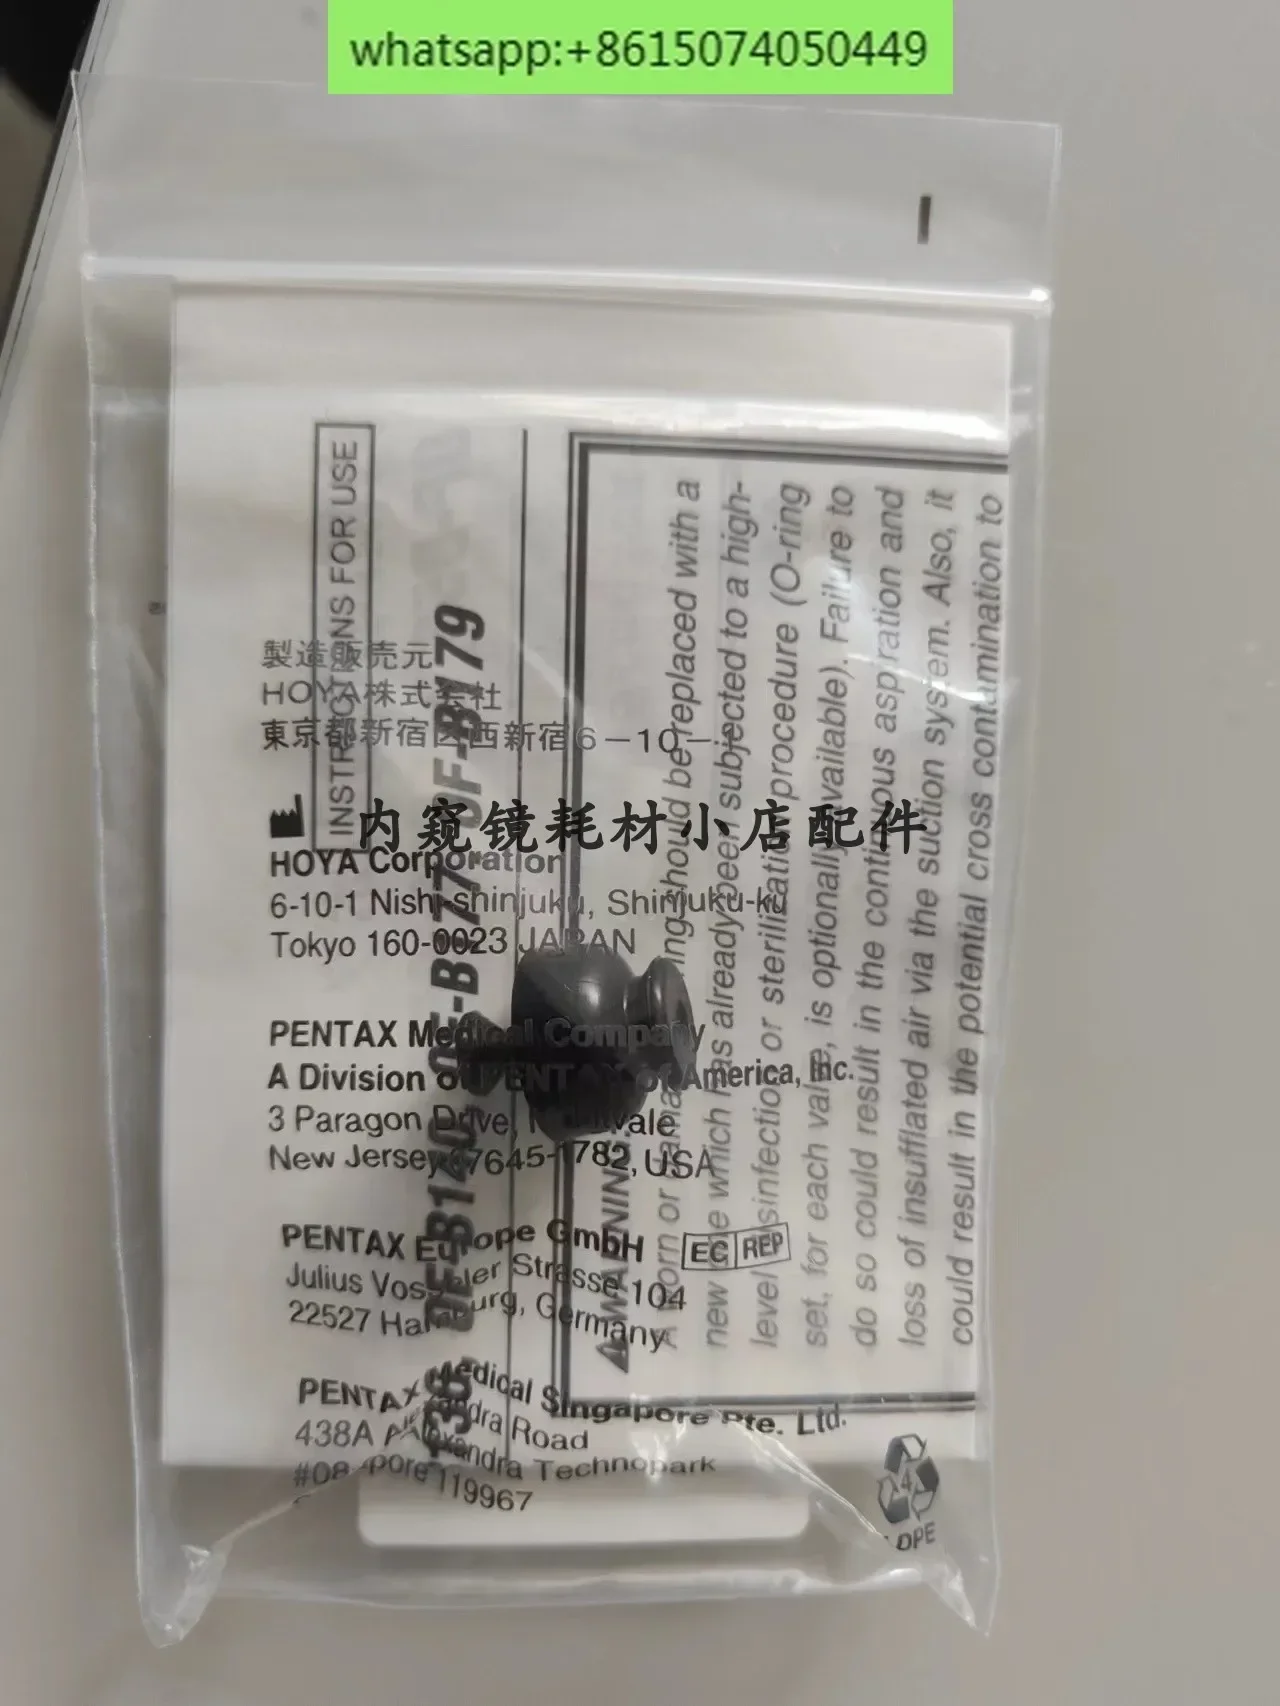 whatsapp:+8615074050449
INSTRUCTIONS FOR USE
OF-B179
製造販売元
HOYA株式会社
東京都新宿区西新宿6-10-1
内窥镜耗材小店配件
HOYA Corporation
6-10-1 Nishi-shinjuku, Shinjuku-ku
Tokyo 160-0023 JAPAN
PENTAX Medical Company
A Division of PENTAX of America, Inc.
3 Paragon Drive, Montvale
New Jersey 07645-1782, USA
PENTAX Europe GmbH
EC REP
Julius Vosseler Strasse 104
22527 Hamburg, Germany
PENTAX Medical Singapore Pte. Ltd.
438A Alexandra Road
Alexandra Technopark
119967
WARNING:
A worn or should be replaced with a
new one which has already been subjected to a high-
level disinfection or sterilization procedure (O-ring
set, for each valve, is optionally available). Failure to
do so could result in the continuous aspiration and
loss of insufflated air via the suction system. Also, it
could result in the potential cross contamination to
4
LDPE